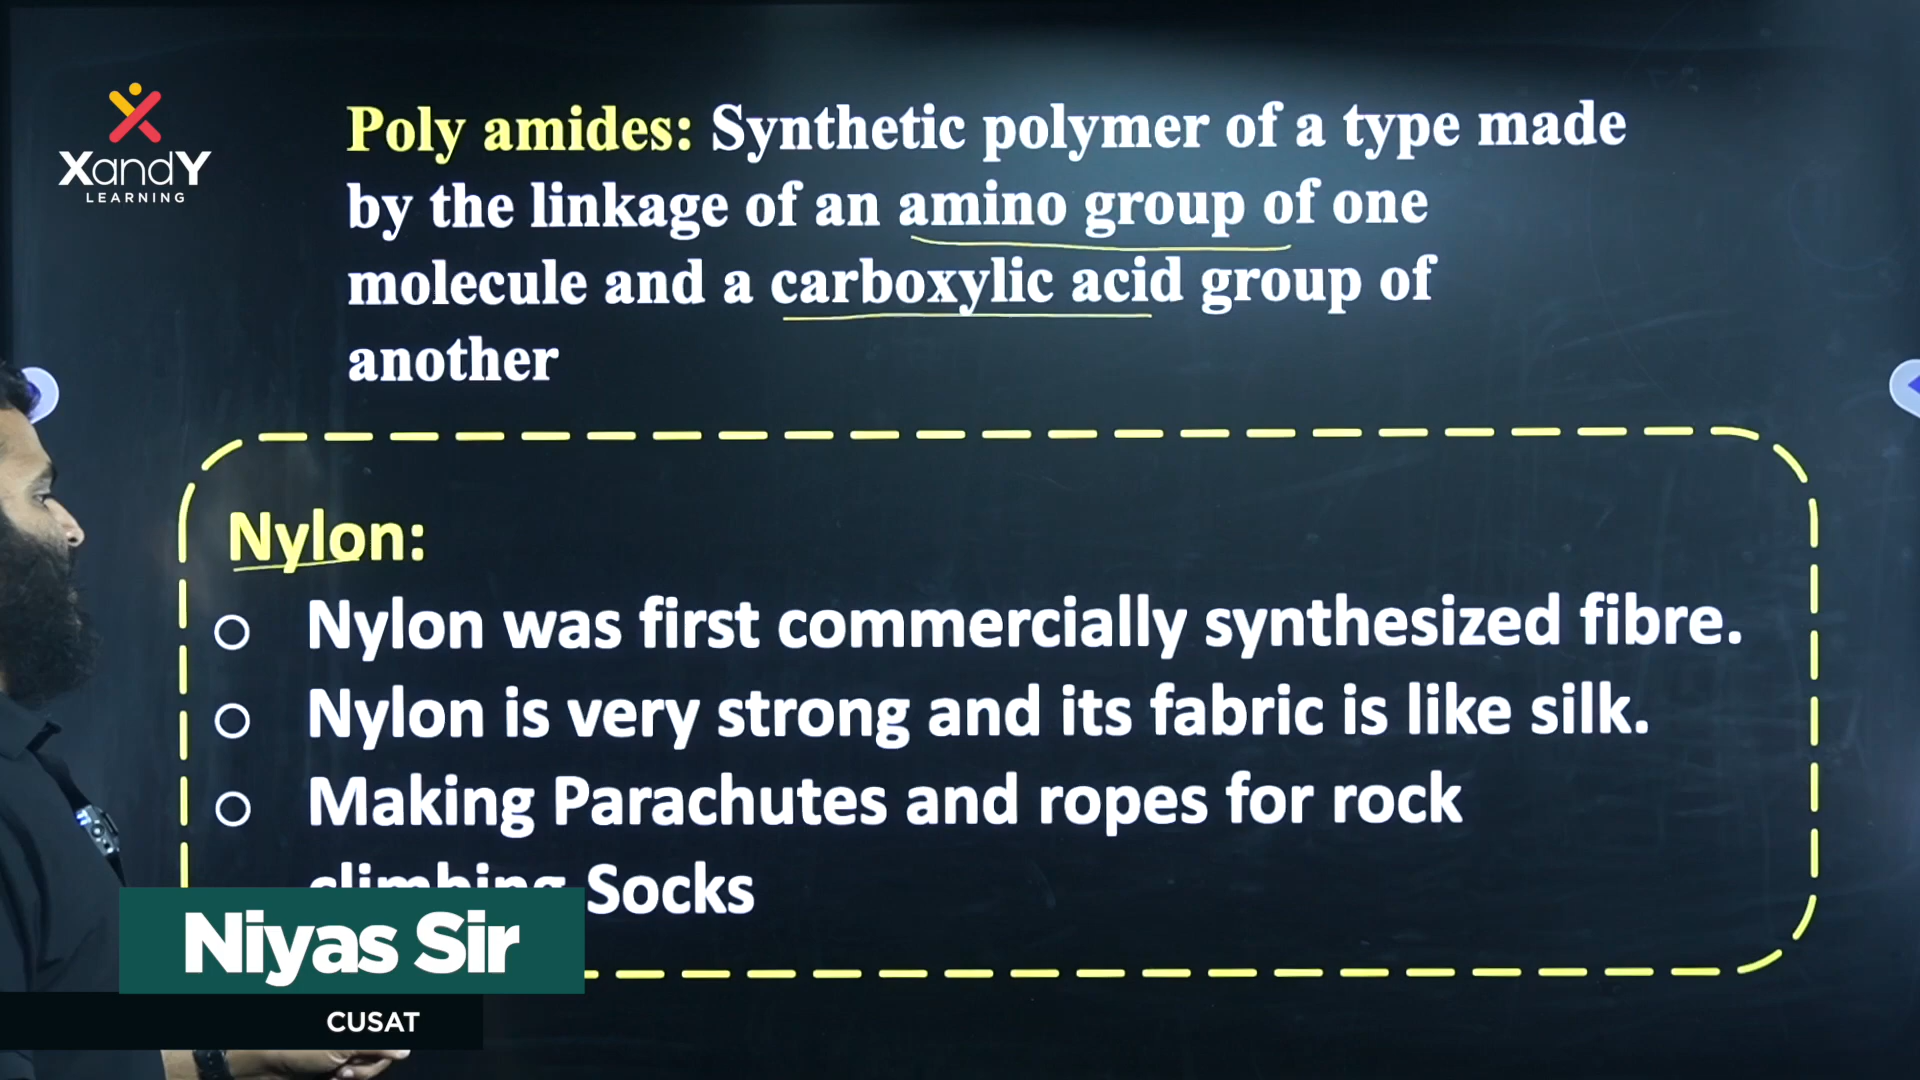 XandY
LEARNING
Poly amides: Synthetic polymer of a type made
by the linkage of an amino group of one
molecule and a carboxylic acid group of
another
Nylon:
Nylon was first commercially synthesized fibre.
Nylon is very strong and its fabric is like silk.
Making Parachutes and ropes for rock
climbing Socks
Niyas Sir
CUSAT